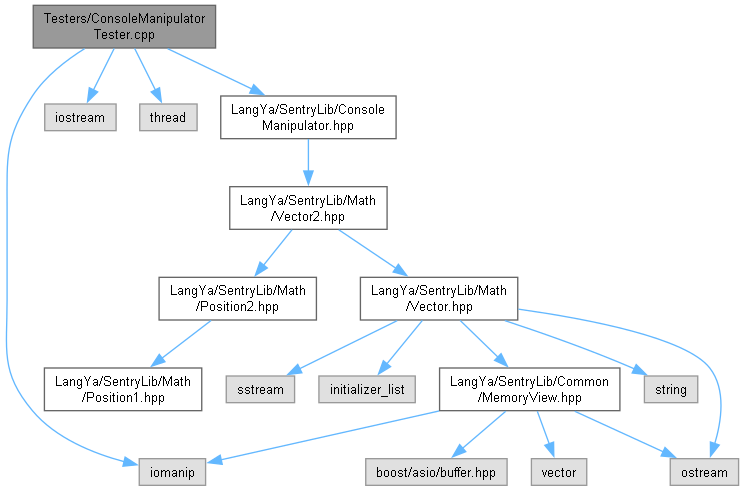 Testers/ConsoleManipulator
Tester.cpp
iostream
thread
LangYa/SentryLib/Console
Manipulator.hpp
LangYa/SentryLib/Math
/Vector2.hpp
LangYa/SentryLib/Math
/Position2.hpp
LangYa/SentryLib/Math
/Vector.hpp
LangYa/SentryLib/Math
/Position1.hpp
sstream
initializer_list
LangYa/SentryLib/Common
/MemoryView.hpp
string
iomanip
boost/asio/buffer.hpp
vector
ostream